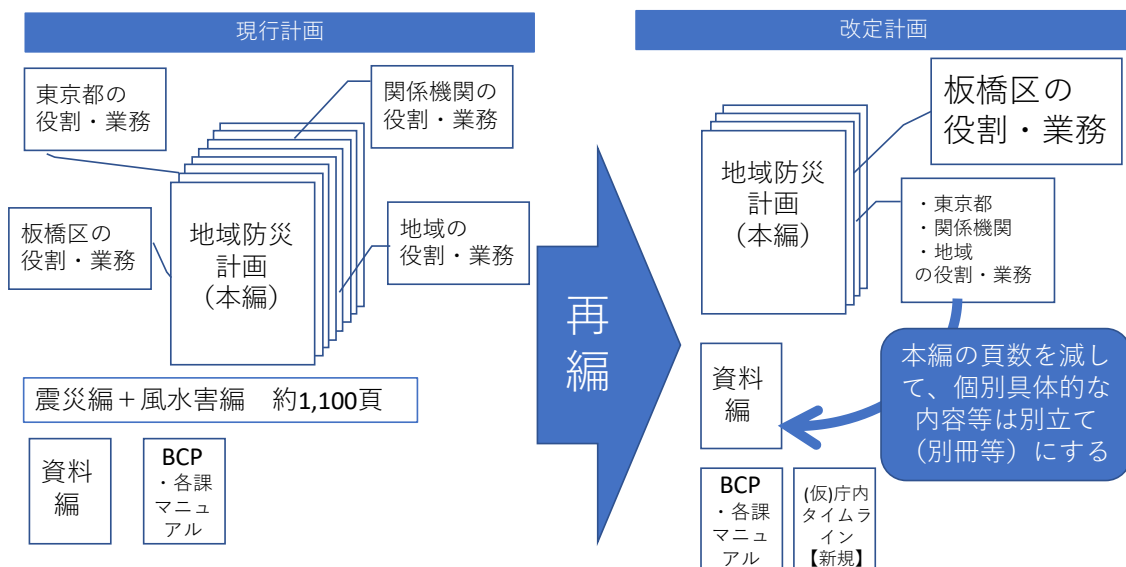 現行計画
東京都の
役割・業務
関係機関の
役割・業務
板橋区の
役割・業務
地域防災
計画
（本編）
地域の
役割・業務
震災編＋風水害編　約1,100頁
資料
編
BCP
・各課
マニュ
アル
再
編
改定計画
板橋区の
役割・業務
地域防災
計画
（本編）
・東京都
・関係機関
・地域
の役割・業務
資料
編
本編の頁数を減し
て、個別具体的な
内容等は別立て
（別冊等）にする
BCP
・各課
マニュ
アル
(仮)庁内
タイムラ
イン
【新規】